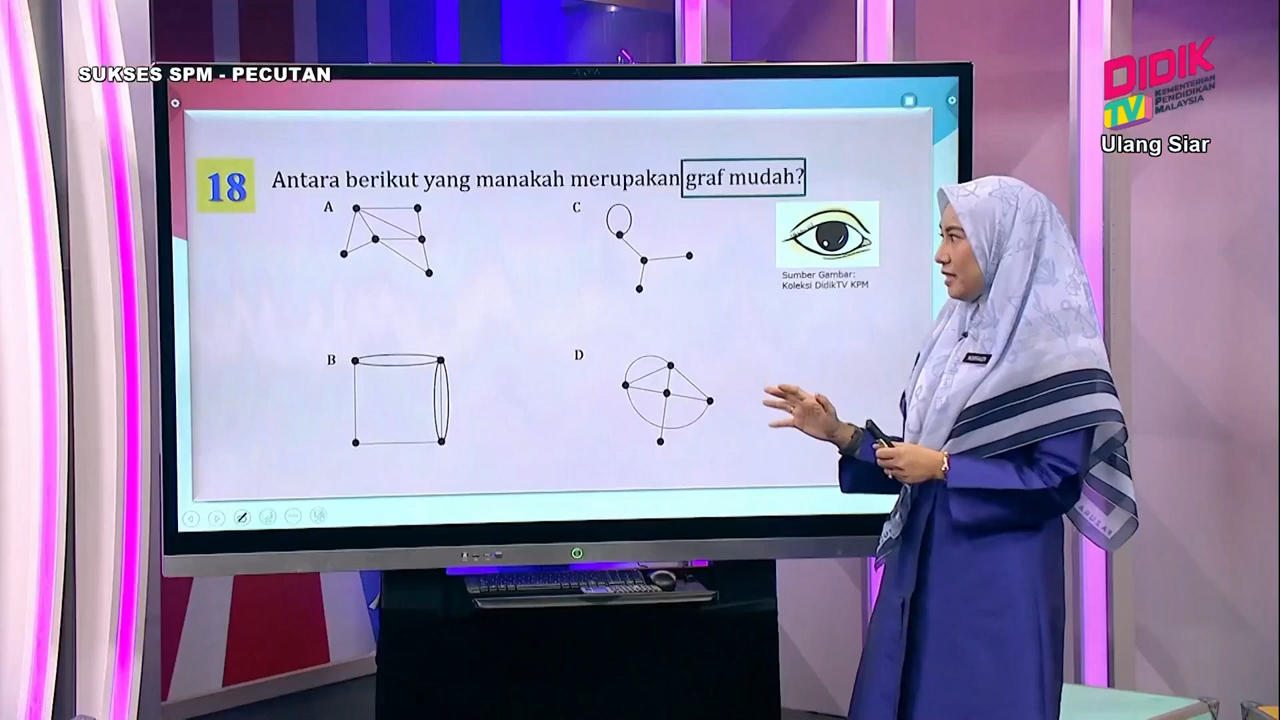 SUKSES SPM - PECUTAN
DIDIK
TV
KEMENTERIAN
PENDIDIKAN
MALAYSIA
Ulang Siar
18
Antara berikut yang manakah merupakan graf mudah?
A
C
Sumber Gambar:
Koleksi DidikTV KPM
B
D